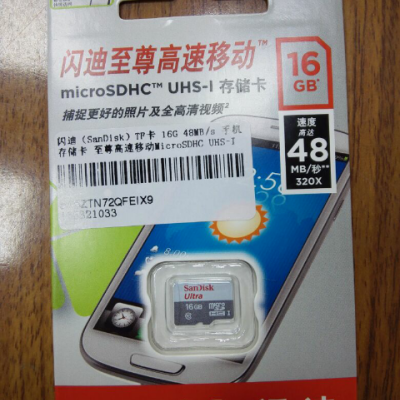 闪迪至尊高速移动™
microSDHC™ UHS-I 存储卡
捕捉更好的照片及全高清视频²
16
GB*
速度
高达
48
MB/秒**
320X
闪迪（SanDisk）TF卡 16G 48MB/s 手机
存储卡 至尊高速移动MicroSDHC UHS-I
ZTN72QFEIX9
321033
SanDisk
Ultra
16GB